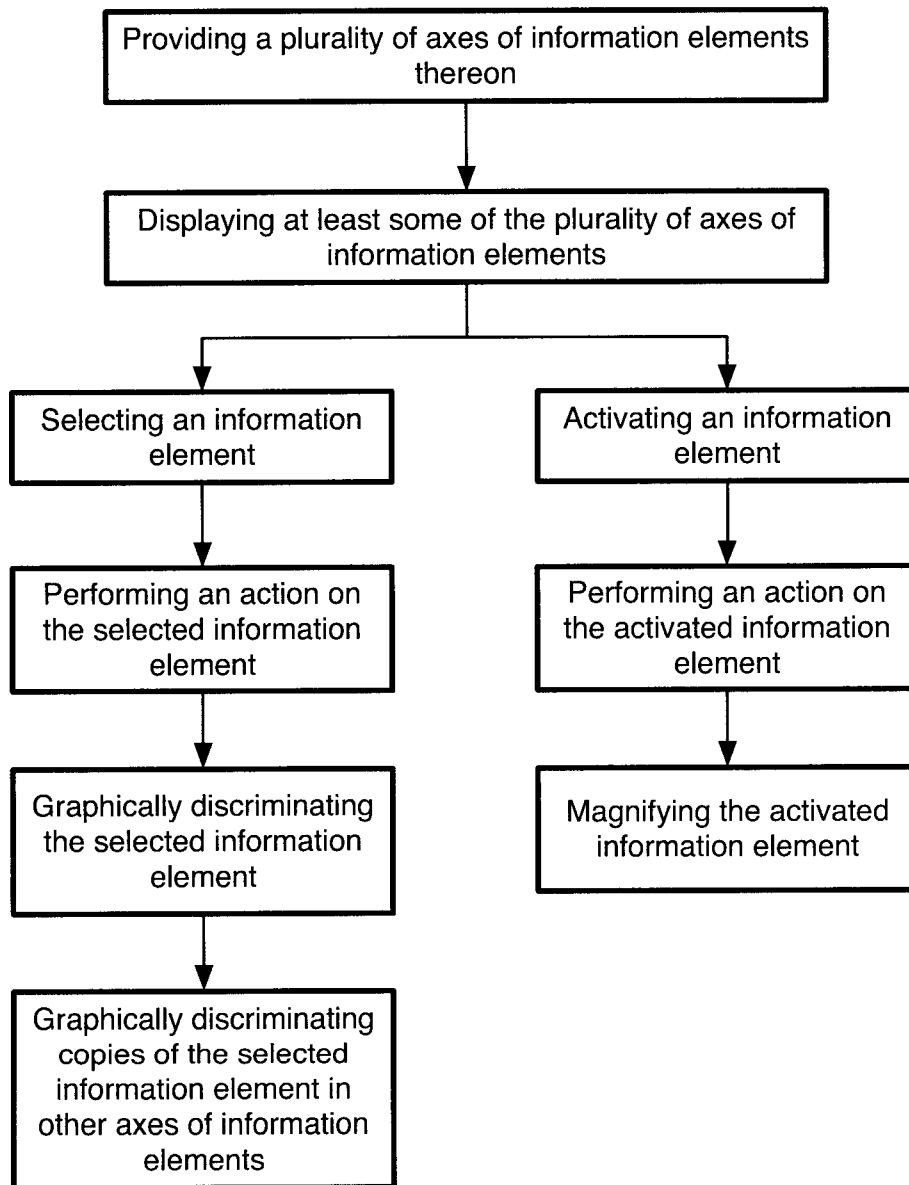 Providing a plurality of axes of information elements
thereon
Displaying at least some of the plurality of axes of
information elements
Selecting an information
element
Performing an action on
the selected information
element
Graphically discriminating
the selected information
element
Graphically discriminating
copies of the selected
information element in
other axes of information
elements
Activating an information
element
Performing an action on
the activated information
element
Magnifying the activated
information element